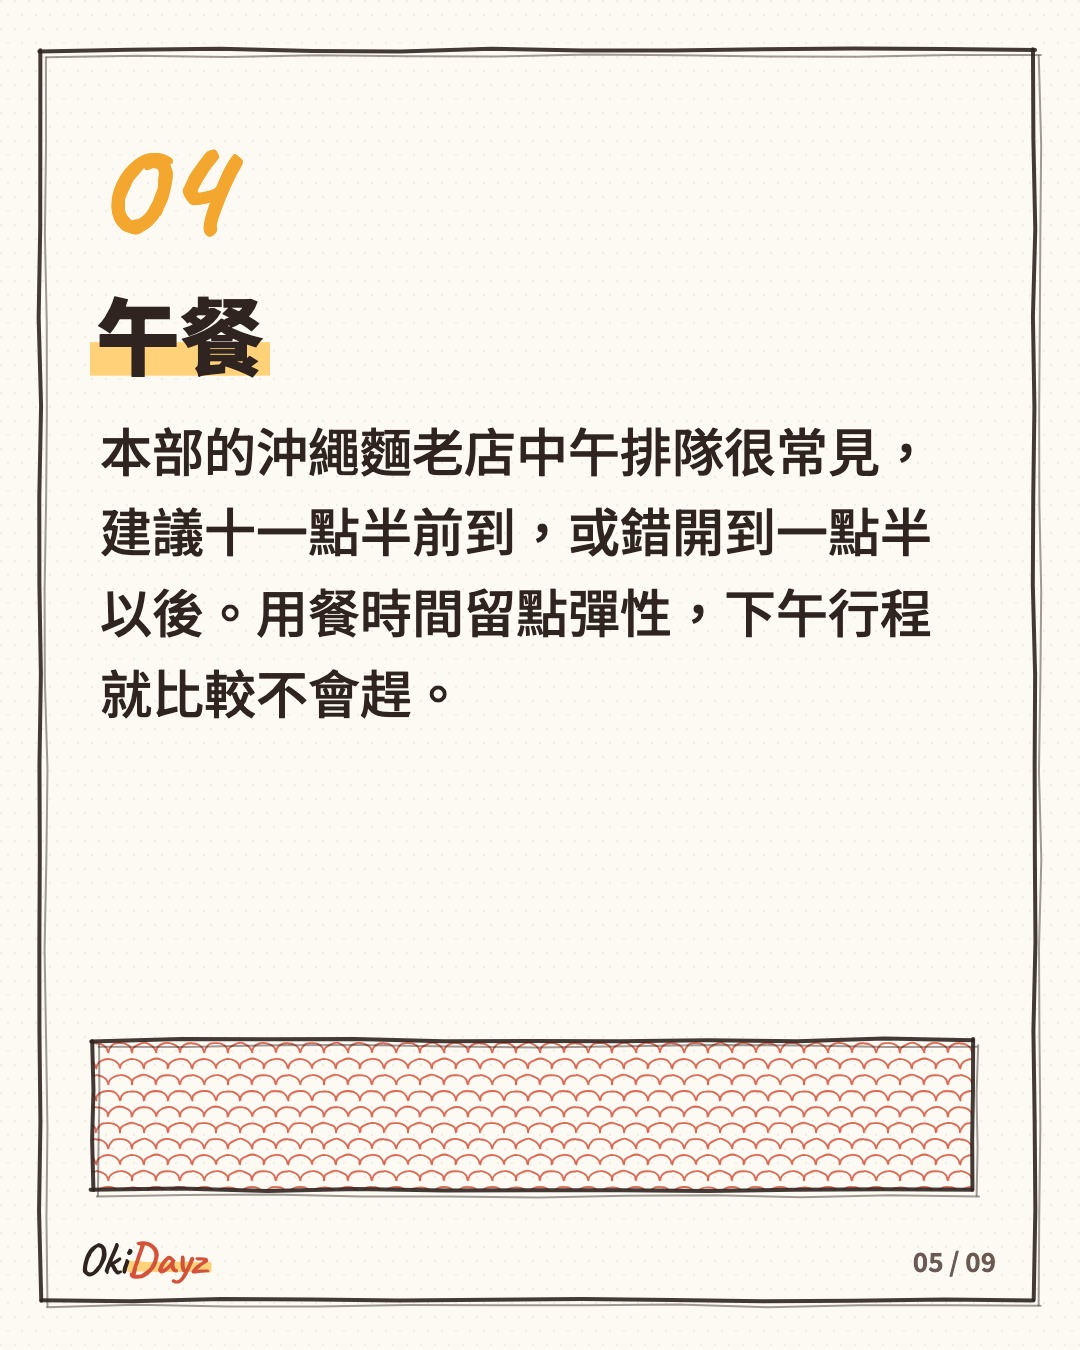 04
午餐
本部的沖繩麵老店中午排隊很常見，
建議十一點半前到，或錯開到一點半
以後。用餐時間留點彈性，下午行程
就比較不會趕。
OkiDayz
05 / 09